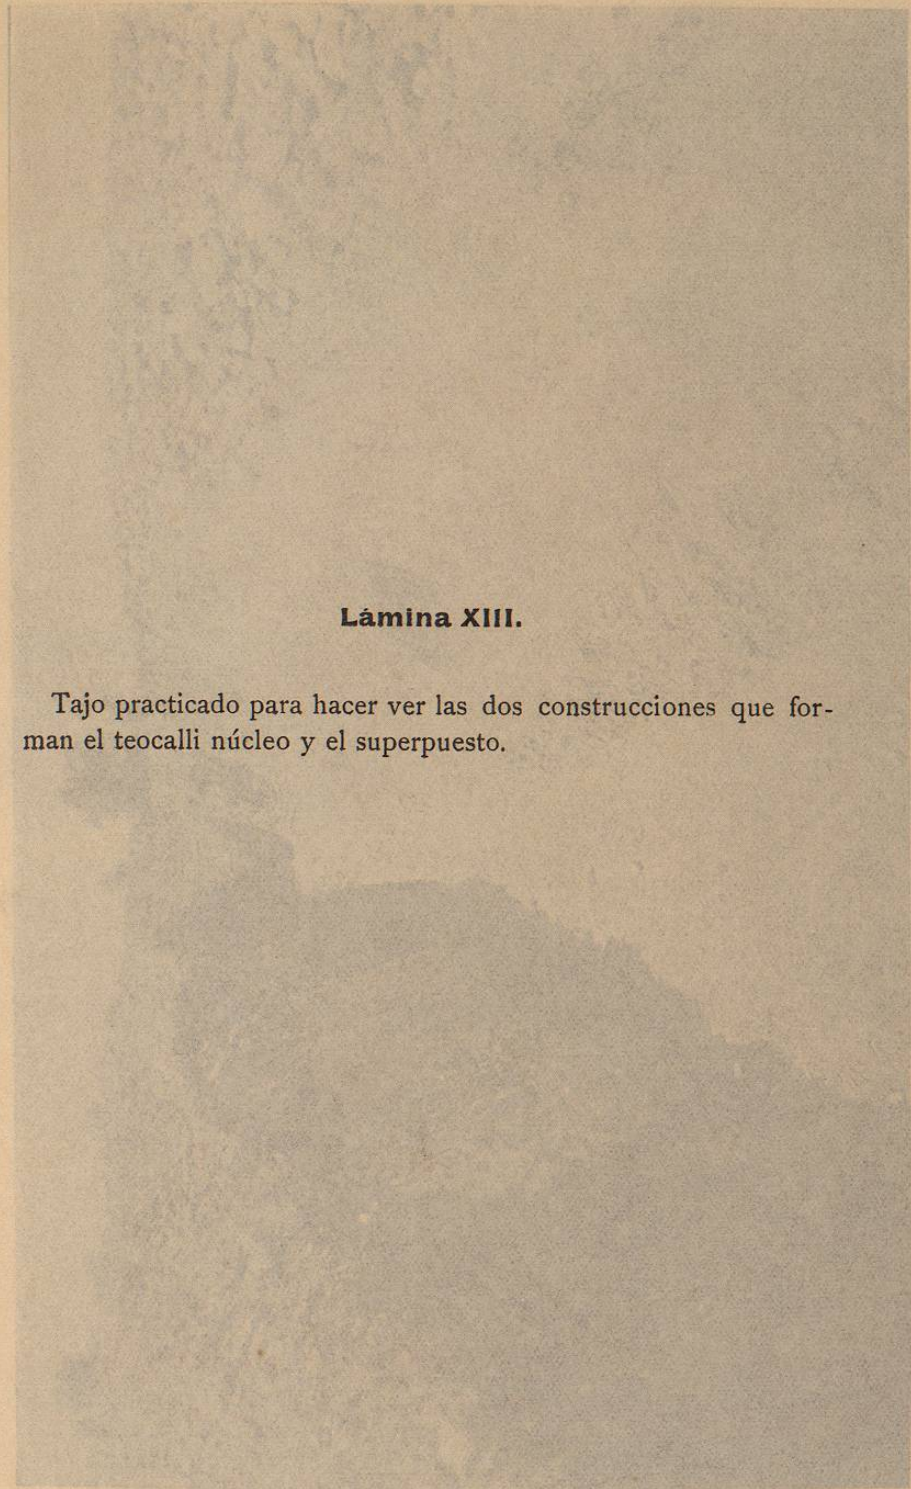 Lámina XIII.
Tajo practicado para hacer ver las dos construcciones que for-
man el teocalli núcleo y el superpuesto.